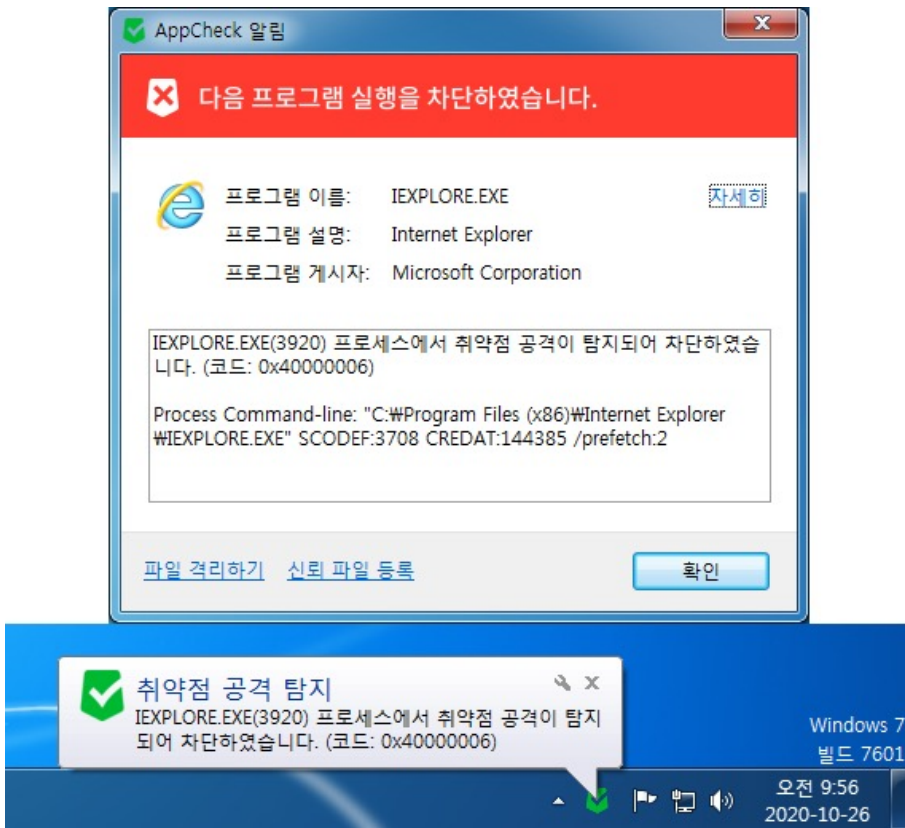 AppCheck 알림
다음 프로그램 실행을 차단하였습니다.
프로그램 이름: IEXPLORE.EXE 자세히
프로그램 설명: Internet Explorer
프로그램 게시자: Microsoft Corporation
IEXPLORE.EXE(3920) 프로세스에서 취약점 공격이 탐지되어 차단하였습
니다. (코드: 0x40000006)
Process Command-line: "C:₩Program Files (x86)₩Internet Explorer
₩IEXPLORE.EXE" SCODEF:3708 CREDAT:144385 /prefetch:2
파일 격리하기 신뢰 파일 등록 확인
취약점 공격 탐지
IEXPLORE.EXE(3920) 프로세스에서 취약점 공격이 탐지
되어 차단하였습니다. (코드: 0x40000006)
Windows 7
빌드 7601
오전 9:56
2020-10-26